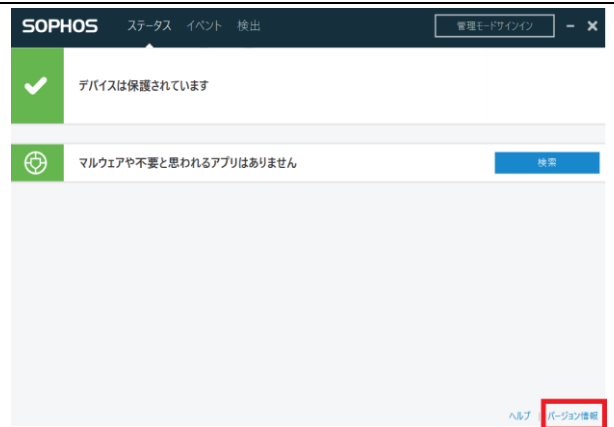 SOPHOS ステータス イベント 検出 管理モードサインイン
デバイスは保護されています
マルウェアや不要と思われるアプリはありません 検索
ヘルプ | バージョン情報